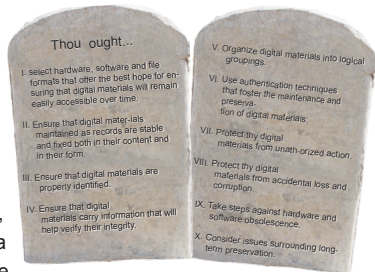 Thou ought...
I. select hardware, software and file
formats that offer the best hope for en-
suring that digital materials will remain
easily accessible over time.
II. Ensure that digital mater-ials
maintained as records are stable
and fixed both in their content and
in their form.
III. Ensure that digital materials are
properly identified.
IV. Ensure that digital
materials carry information that will
help verify their integrity.
V. Organize digital materials into logical
groupings.
VI. Use authentication techniques
that foster the maintenance and
preserva-
tion of digital materials
VII. Protect thy digital
materials from unath-orized action.
VIII. Protect thy digital
materials from accidental loss and
corruption.
IX. Take steps against hardware and
software obsolescence.
X. Consider issues surrounding long-
term preservation.
,
a
e